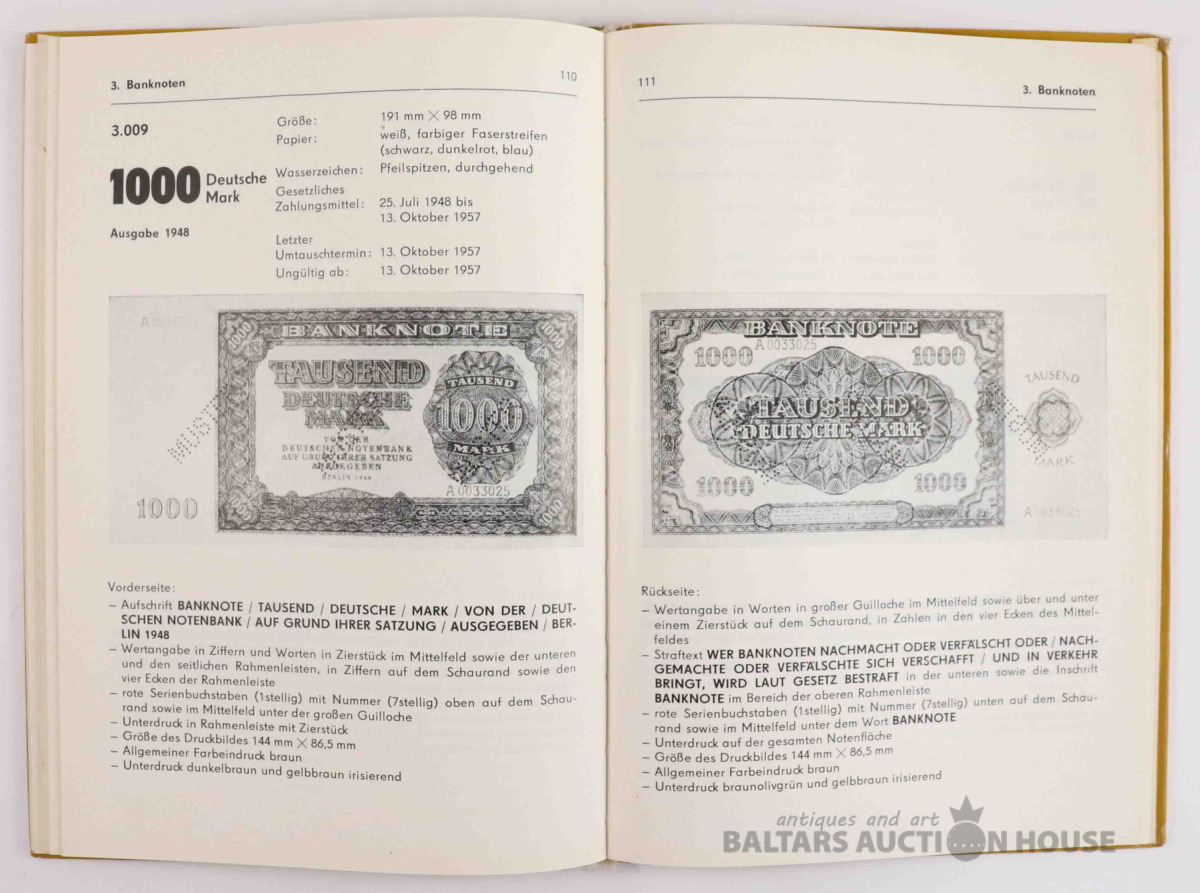 3. Banknoten
110
3.009
1000 Deutsche
Mark
Ausgabe 1948
Größe: 191 mm × 98 mm
Papier: weiß, farbiger Faserstreifen
(schwarz, dunkelrot, blau)
Wasserzeichen: Pfeilspitzen, durchgehend
Gesetzliches
Zahlungsmittel: 25. Juli 1948 bis
13. Oktober 1957
Letzter
Umtauschtermin: 13. Oktober 1957
Ungültig ab: 13. Oktober 1957
BANKNOTE
TAUSEND
DEUTSCHE
MARK
VON DER
DEUTSCHEN NOTENBANK
AUF GRUND IHRER SATZUNG
AUSGEGEBEN
BERLIN 1948
TAUSEND
1000
MARK
A 0033025
1000
Vorderseite:
– Aufschrift BANKNOTE / TAUSEND / DEUTSCHE / MARK / VON DER / DEUT-
SCHEN NOTENBANK / AUF GRUND IHRER SATZUNG / AUSGEGEBEN / BER-
LIN 1948
– Wertangabe in Ziffern und Worten in Zierstück im Mittelfeld sowie der unteren
und den seitlichen Rahmenleisten, in Ziffern auf dem Schaurand sowie den
vier Ecken der Rahmenleiste
– rote Serienbuchstaben (1stellig) mit Nummer (7stellig) oben auf dem Schau-
rand sowie im Mittelfeld unter der großen Guilloche
– Unterdruck in Rahmenleiste mit Zierstück
– Größe des Druckbildes 144 mm × 86,5 mm
– Allgemeiner Farbeindruck braun
– Unterdruck dunkelbraun und gelbbraun irisierend
111
3. Banknoten
BANKNOTE
1000 A 0033025 1000
TAUSEND
DEUTSCHE MARK
1000 1000
TAUSEND
MARK
A 0033025
Rückseite:
– Wertangabe in Worten in großer Guilloche im Mittelfeld sowie über und unter
einem Zierstück auf dem Schaurand, in Zahlen in den vier Ecken des Mittel-
feldes
– Straftext WER BANKNOTEN NACHMACHT ODER VERFÄLSCHT ODER / NACH-
GEMACHTE ODER VERFÄLSCHTE SICH VERSCHAFFT / UND IN VERKEHR
BRINGT, WIRD LAUT GESETZ BESTRAFT in der unteren sowie die Inschrift
BANKNOTE im Bereich der oberen Rahmenleiste
– rote Serienbuchstaben (1stellig) mit Nummer (7stellig) unten auf dem Schau-
rand sowie im Mittelfeld unter dem Wort BANKNOTE
– Unterdruck auf der gesamten Notenfläche
– Größe des Druckbildes 144 mm × 86,5 mm
– Allgemeiner Farbeindruck braun
– Unterdruck braunolivgrün und gelbbraun irisierend
antiques and art
BALTARS AUCTION HOUSE